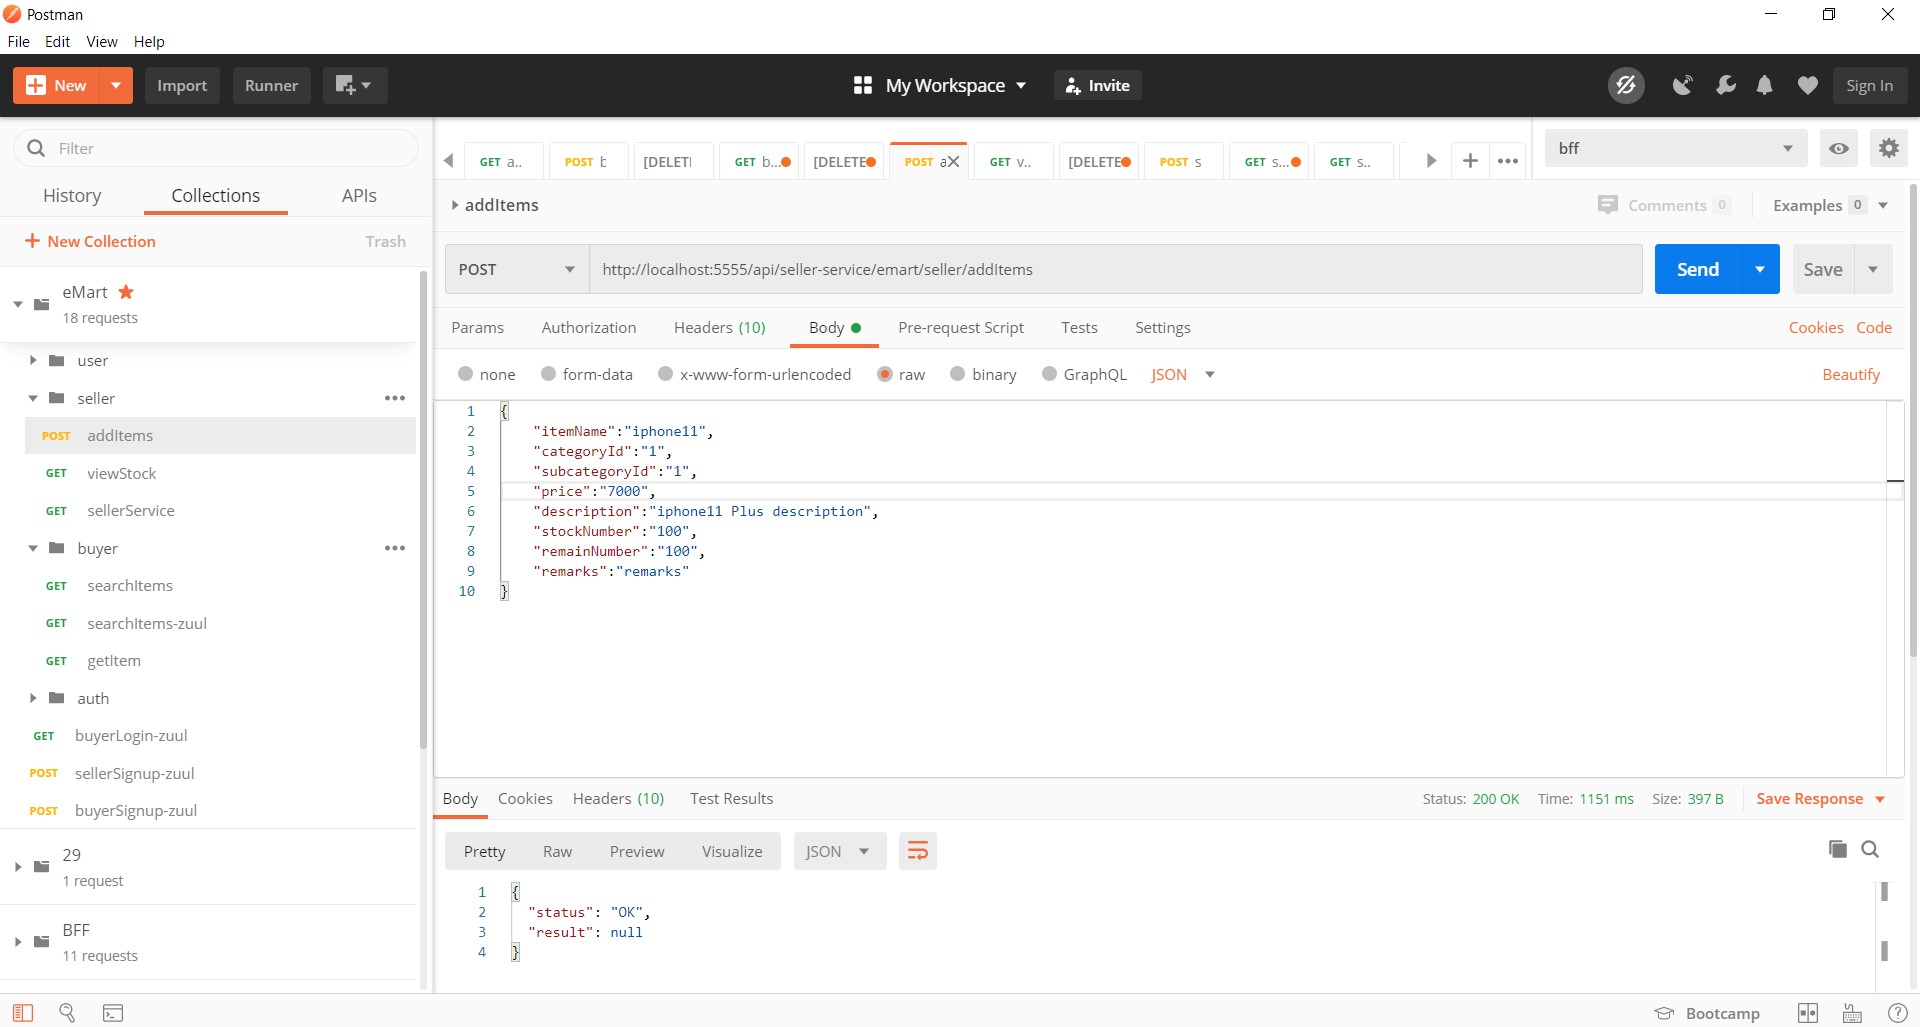 Postman
File Edit View Help
New Import Runner My Workspace Invite Sign In
Filter
History Collections APIs
New Collection Trash
eMart
18 requests
user
seller
POST addItems
GET viewStock
GET sellerService
buyer
GET searchItems
GET searchItems-zuul
GET getItem
auth
GET buyerLogin-zuul
POST sellerSignup-zuul
POST buyerSignup-zuul
29
1 request
BFF
11 requests
GET a.. POST [DELETE GET b... [DELETE POST a GET v.. [DELETE POST s GET s... GET s..
bff
addItems Comments 0 Examples 0
POST http://localhost:5555/api/seller-service/emart/seller/addItems Send Save
Params Authorization Headers (10) Body Pre-request Script Tests Settings Cookies Code
none form-data x-www-form-urlencoded raw binary GraphQL JSON Beautify
1 {
2 "itemName":"iphone11",
3 "categoryId":"1",
4 "subcategoryId":"1",
5 "price":"7000",
6 "description":"iphone11 Plus description",
7 "stockNumber":"100",
8 "remainNumber":"100",
9 "remarks":"remarks"
10 }
Body Cookies Headers (10) Test Results Status: 200 OK Time: 1151 ms Size: 397 B Save Response
Pretty Raw Preview Visualize JSON
1 {
2 "status": "OK",
3 "result": null
4 }
Bootcamp